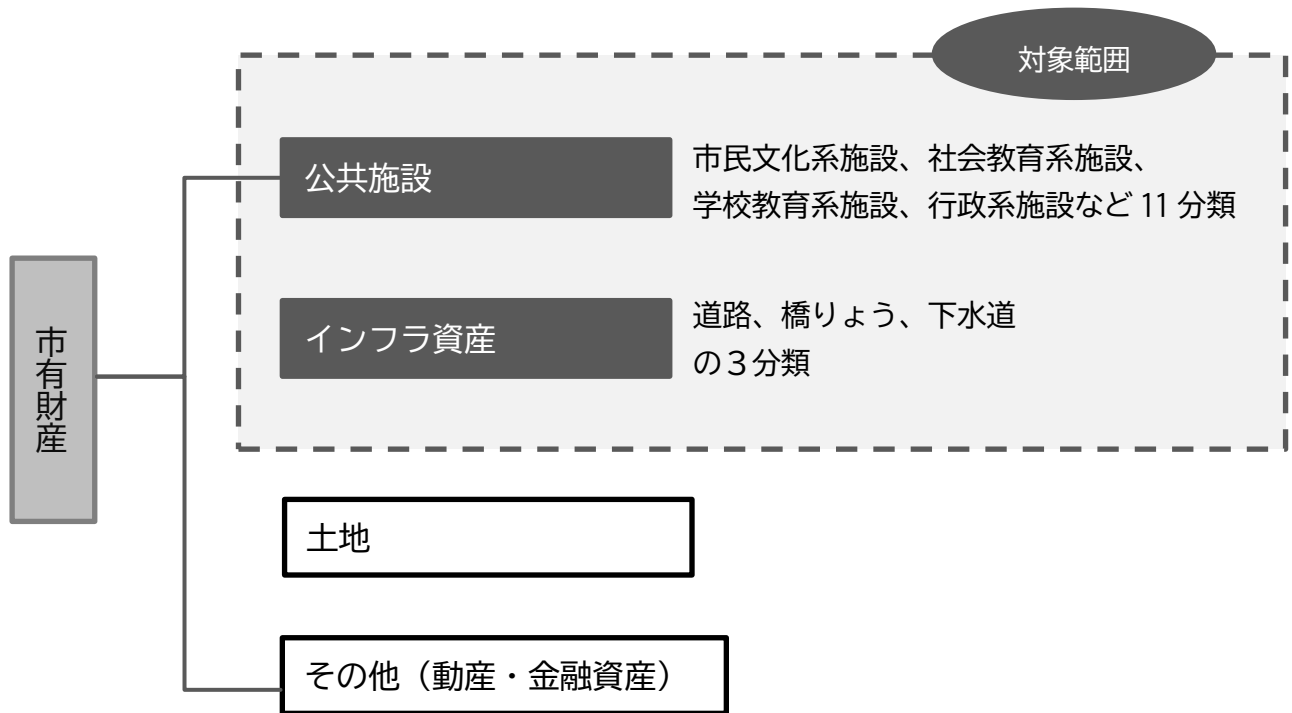 対象範囲
公共施設
市民文化系施設、社会教育系施設、
学校教育系施設、行政系施設など 11 分類
市有財産
インフラ資産
道路、橋りょう、下水道
の３分類
土地
その他（動産・金融資産）